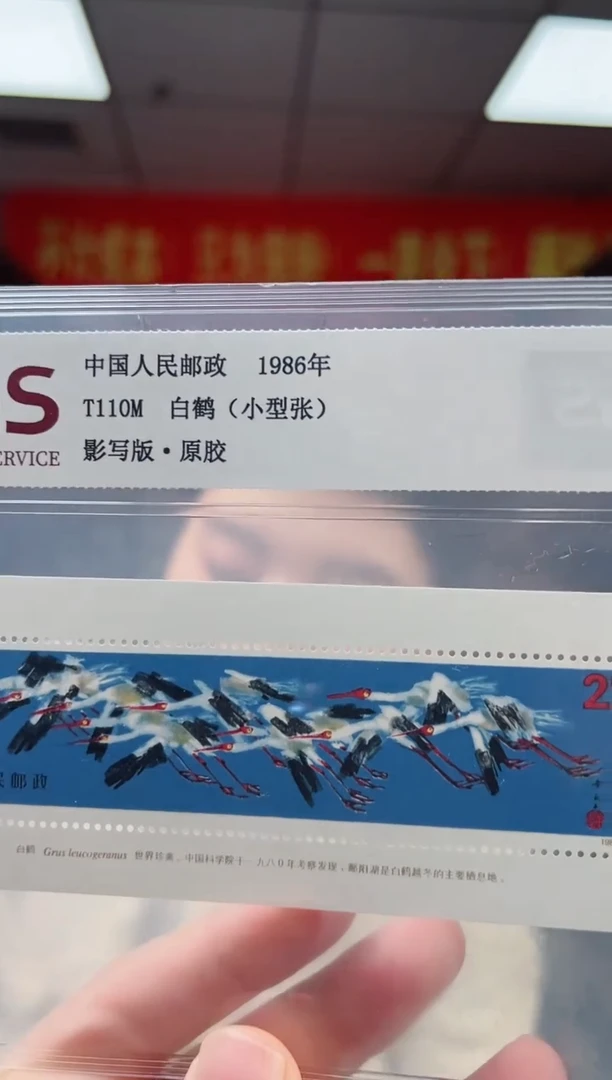 S
ERVICE
中国人民邮政 1986年
T110M 白鹤（小型张）
影写版·原胶
2
民邮政
白鹤 Grus leucogeranus 世界珍禽。中国科学院于一九八0年考察发现，鄱阳湖是白鹤越冬的主要栖息地。